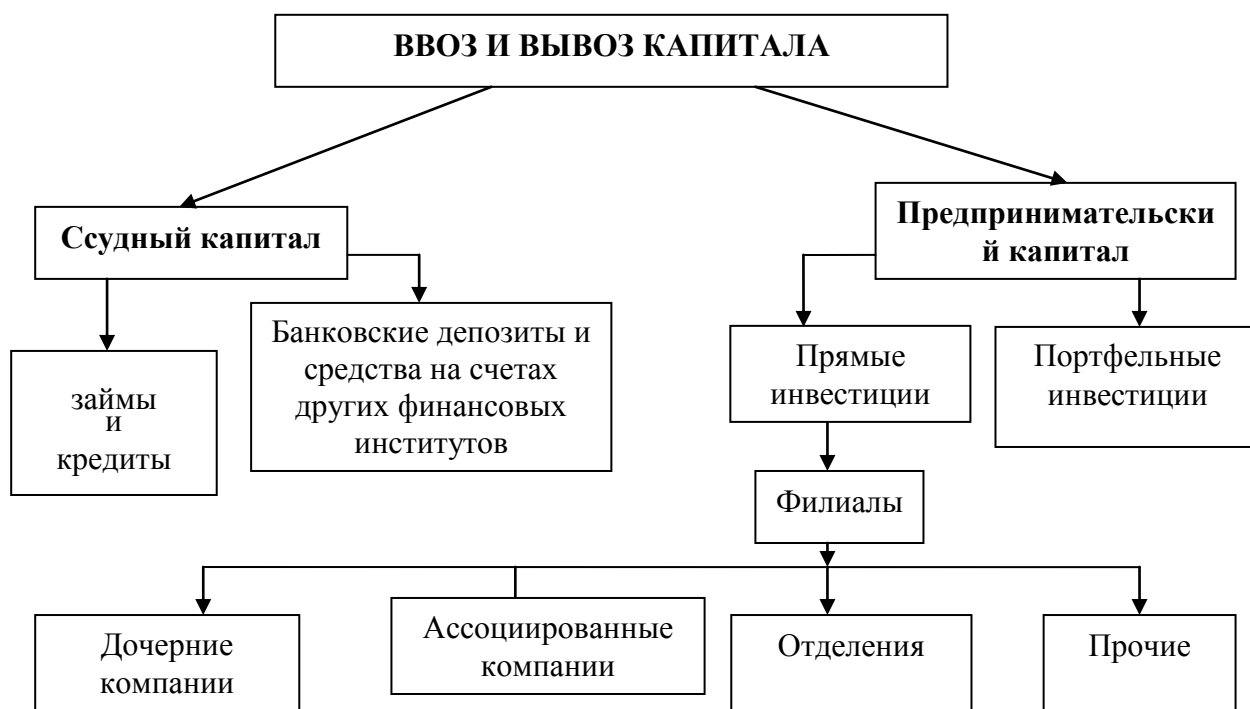 ВВОЗ И ВЫВОЗ КАПИТАЛА
Ссудный капитал
Предпринимательски
й капитал
займы
и
кредиты
Банковские депозиты и
средства на счетах
других финансовых
институтов
Прямые
инвестиции
Портфельные
инвестиции
Филиалы
Дочерние
компании
Ассоциированные
компании
Отделения
Прочие